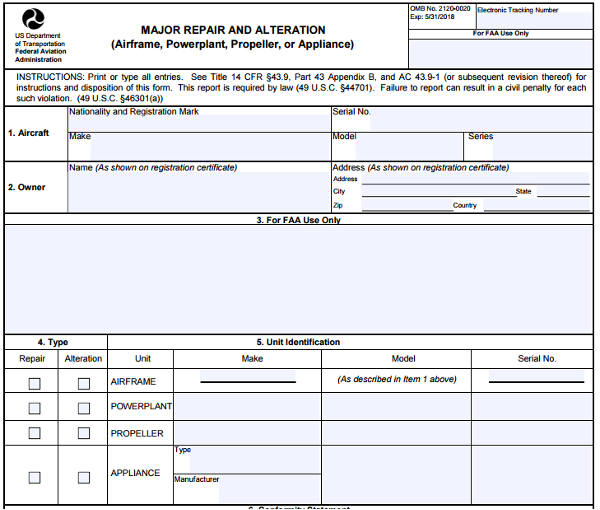 US Department
of Transportation
Federal Aviation
Administration
MAJOR REPAIR AND ALTERATION
(Airframe, Powerplant, Propeller, or Appliance)
OMB No. 2120-0020
Exp: 5/31/2018
Electronic Tracking Number
For FAA Use Only
INSTRUCTIONS: Print or type all entries. See Title 14 CFR §43.9, Part 43 Appendix B, and AC 43.9-1 (or subsequent revision thereof) for
instructions and disposition of this form. This report is required by law (49 U.S.C. §44701). Failure to report can result in a civil penalty for each
such violation. (49 U.S.C. §46301(a))
1. Aircraft
Nationality and Registration Mark
Serial No.
Make
Model
Series
2. Owner
Name (As shown on registration certificate)
Address (As shown on registration certificate)
Address
City
State
Zip
Country
3. For FAA Use Only
4. Type
5. Unit Identification
Repair
Alteration
Unit
Make
Model
Serial No.
AIRFRAME
(As described in Item 1 above)
POWERPLANT
PROPELLER
APPLIANCE
Type
Manufacturer
6. Conformity Statement